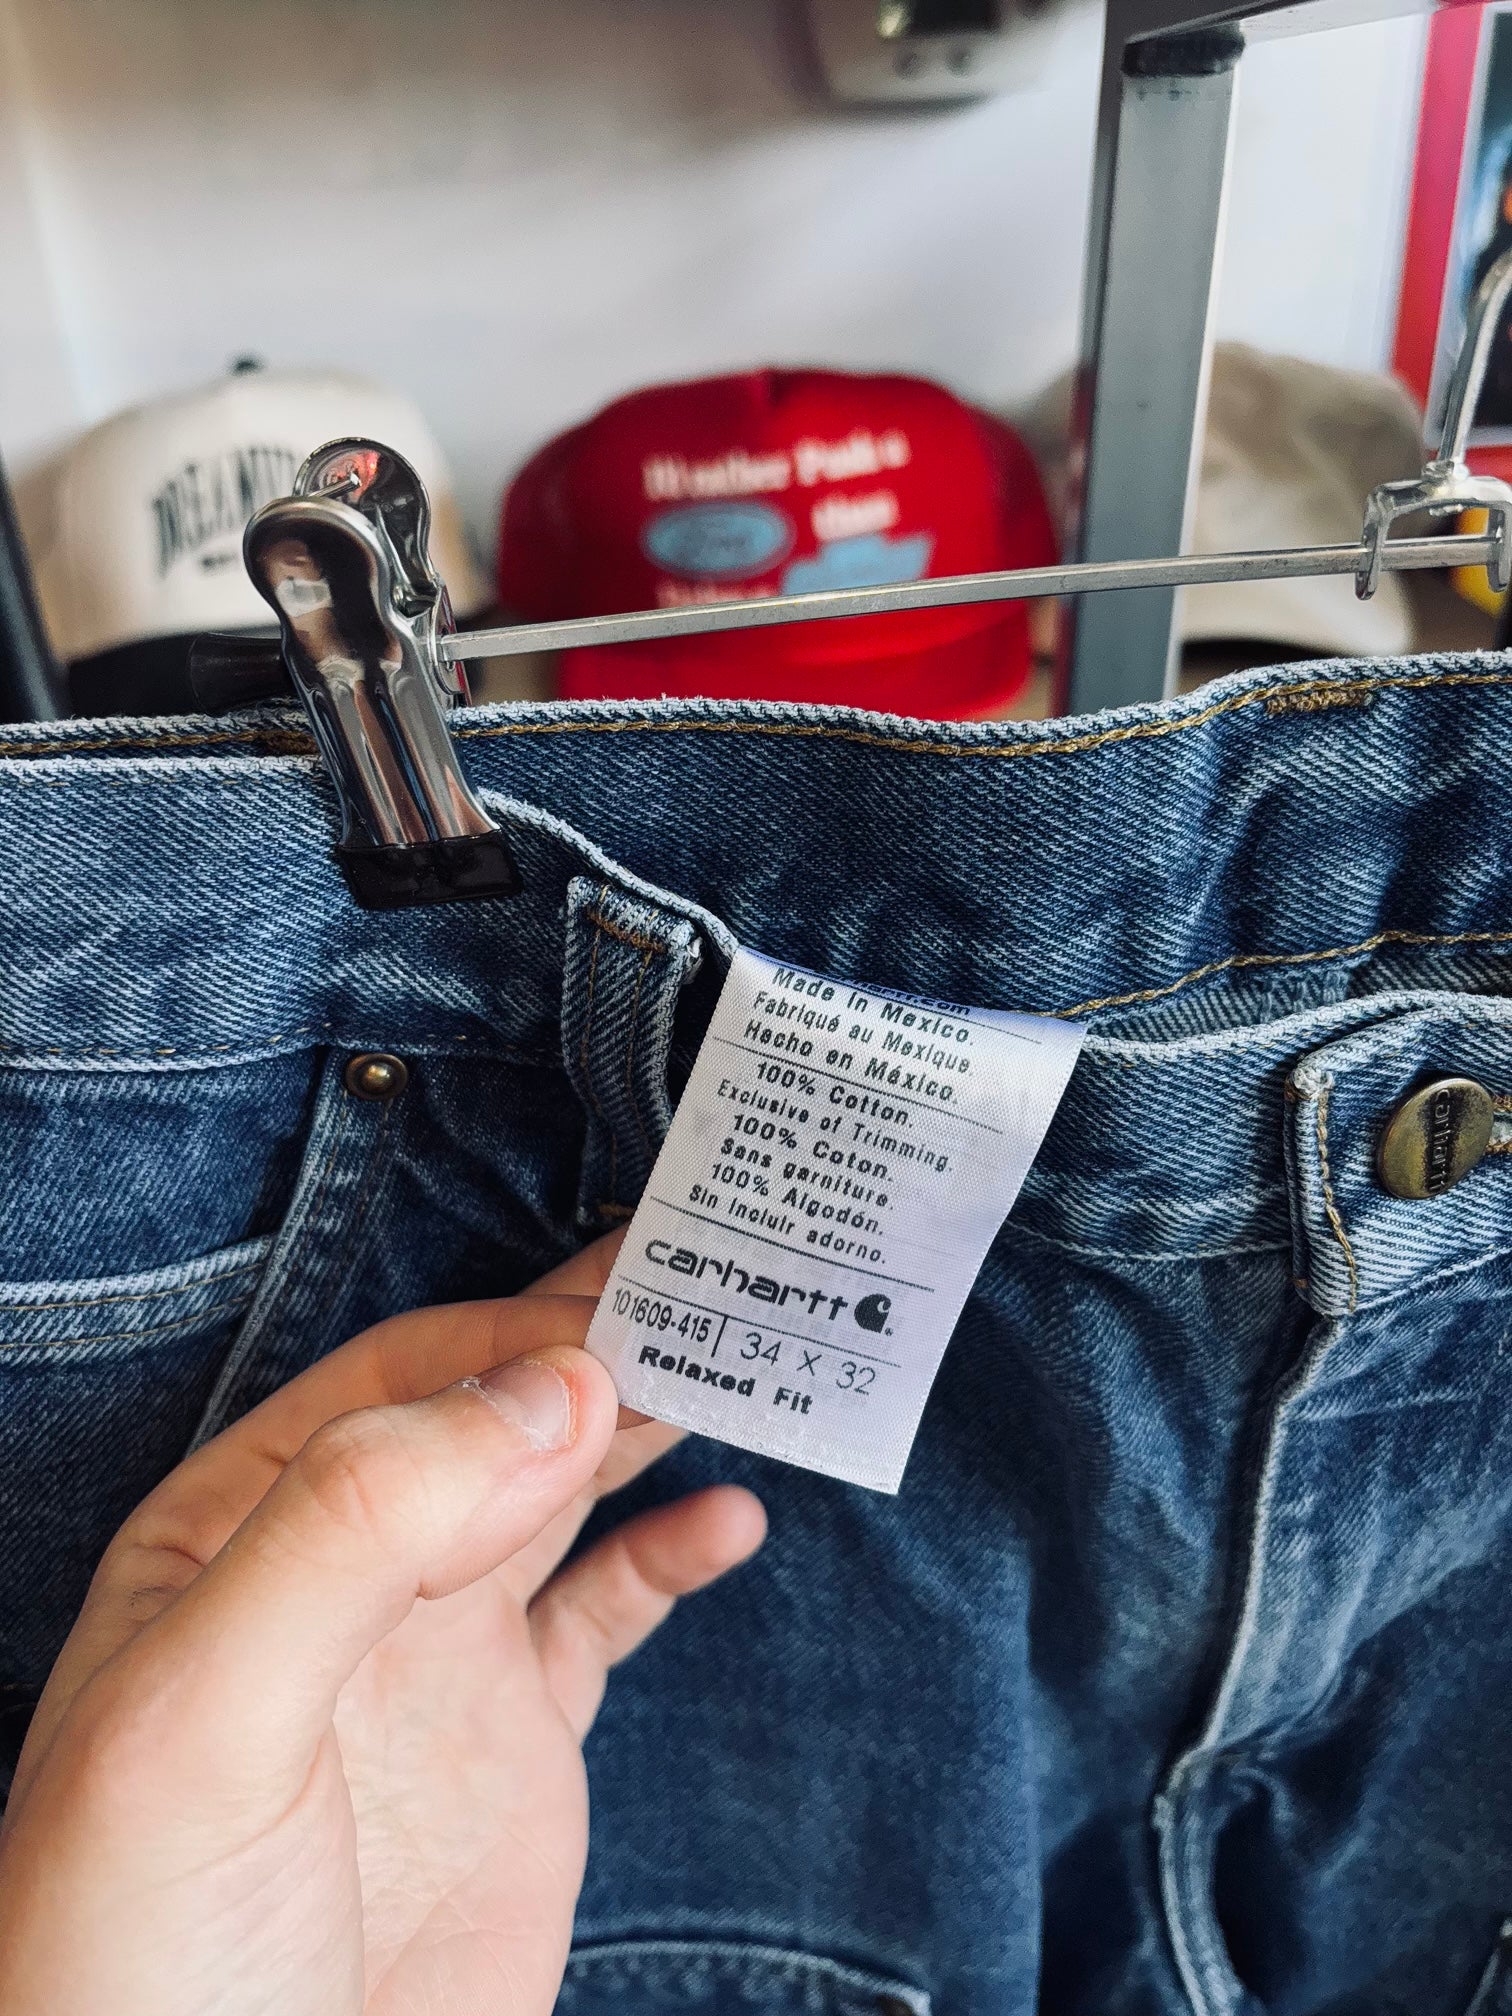 Made in Mexico.
Fabriqué au Mexique
Hecho en México.
100% Cotton.
Exclusive of Trimming.
100% Coton.
Sans garniture.
100% Algodón.
Sin incluir adorno.
carhartt
101609-415 34 X 32
Relaxed Fit
carhartt
Ford